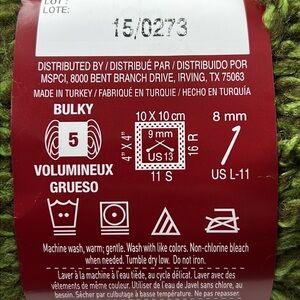 LOT :
LOTE:
15/0273
DISTRIBUTED BY / DISTRIBUÉ PAR / DISTRIBUIDO POR
MSPCI, 8000 BENT BRANCH DRIVE, IRVING, TX 75063
MADE IN TURKEY / FABRIQUÉ EN TURQUIE / HECHO EN TURQUÍA
BULKY
5
VOLUMINEUX
GRUESO
10 X 10 cm
4" X 4"
9 mm
US 13
16 R
11 S
8 mm
US L-11
Machine wash, warm; gentle. Wash with like colors. Non-chlorine bleach
when needed. Tumble dry low. Do not iron.
Laver à la machine à l'eau tiède, au cycle délicat. Laver avec des
vêtements de même couleur. Utiliser de l'eau de Javel sans chlore, au
besoin. Sécher par culbutage à basse température. Ne pas repasser.